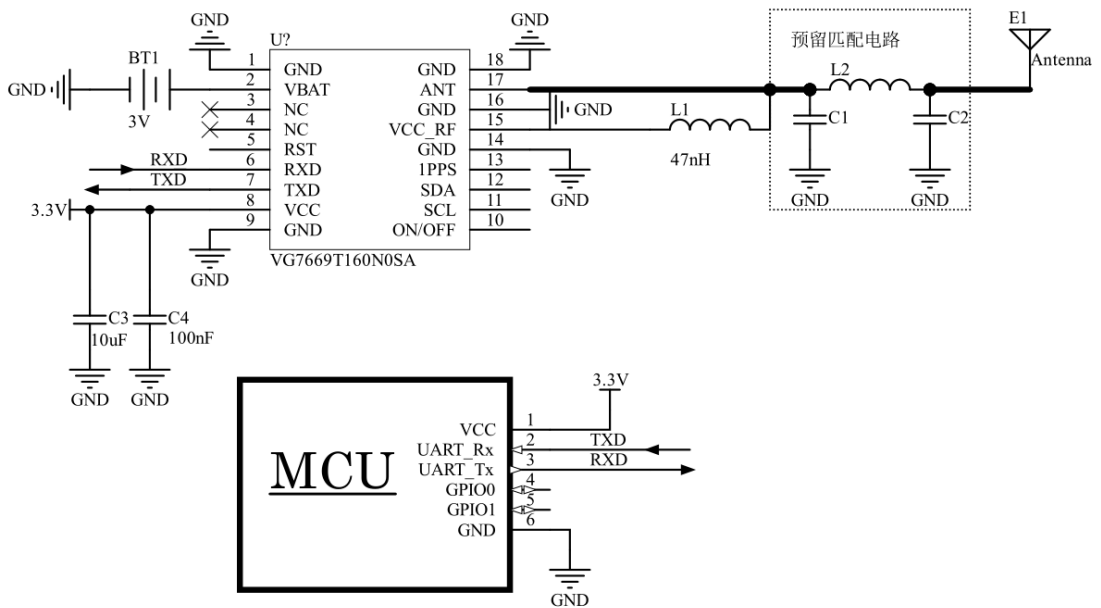 GND
U?
GND
预留匹配电路
E1
Antenna
GND
BT1
3V
1 GND
2 VBAT
3 NC
4 NC
5 RST
6 RXD
7 TXD
8 VCC
9 GND
GND 18
ANT 17
GND 16
VCC_RF 15
GND 14
1PPS 13
SDA 12
SCL 11
ON/OFF 10
GND
L1
47nH
L2
C1
C2
GND
GND
GND
RXD
TXD
3.3V
GND
VG7669T160N0SA
C3
10uF
C4
100nF
GND
GND
MCU
3.3V
VCC 1
UART_Rx 2 TXD
UART_Tx 3 RXD
GPIO0 4
GPIO1 5
GND 6
GND